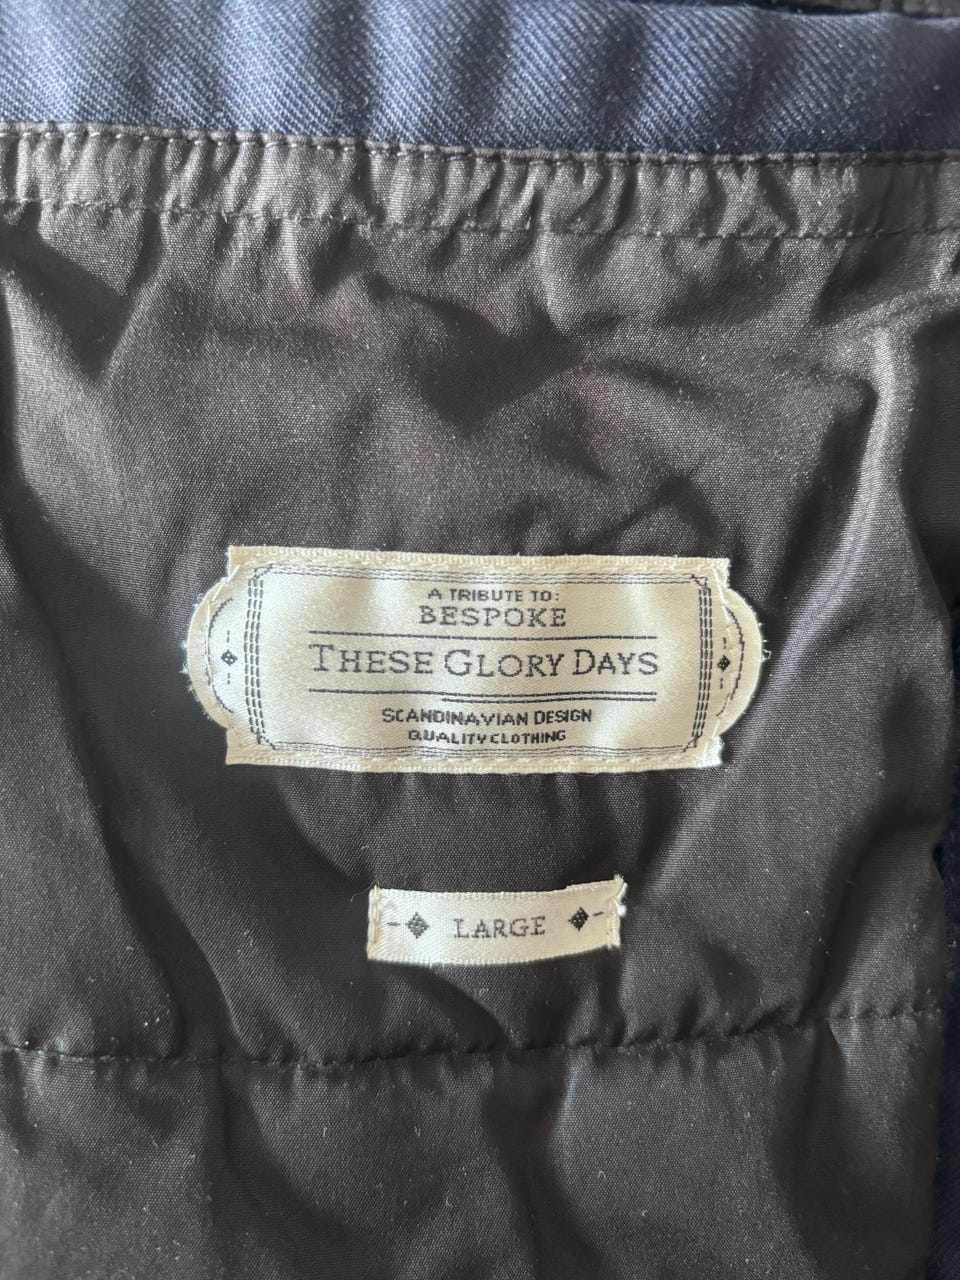 A TRIBUTE TO:
BESPOKE
THESE GLORY DAYS
SCANDINAVIAN DESIGN
QUALITY CLOTHING
LARGE